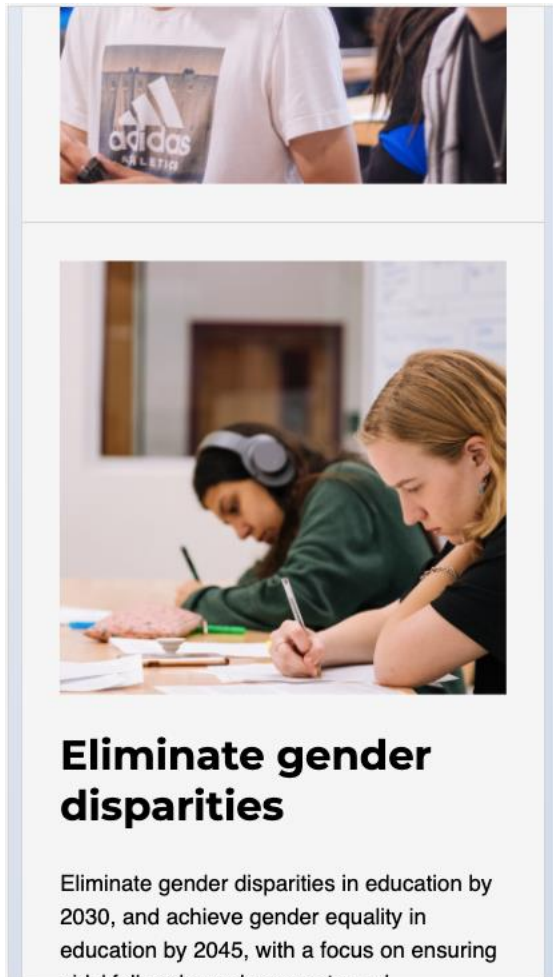 adidas
Eliminate gender
disparities
Eliminate gender disparities in education by
2030, and achieve gender equality in
education by 2045, with a focus on ensuring